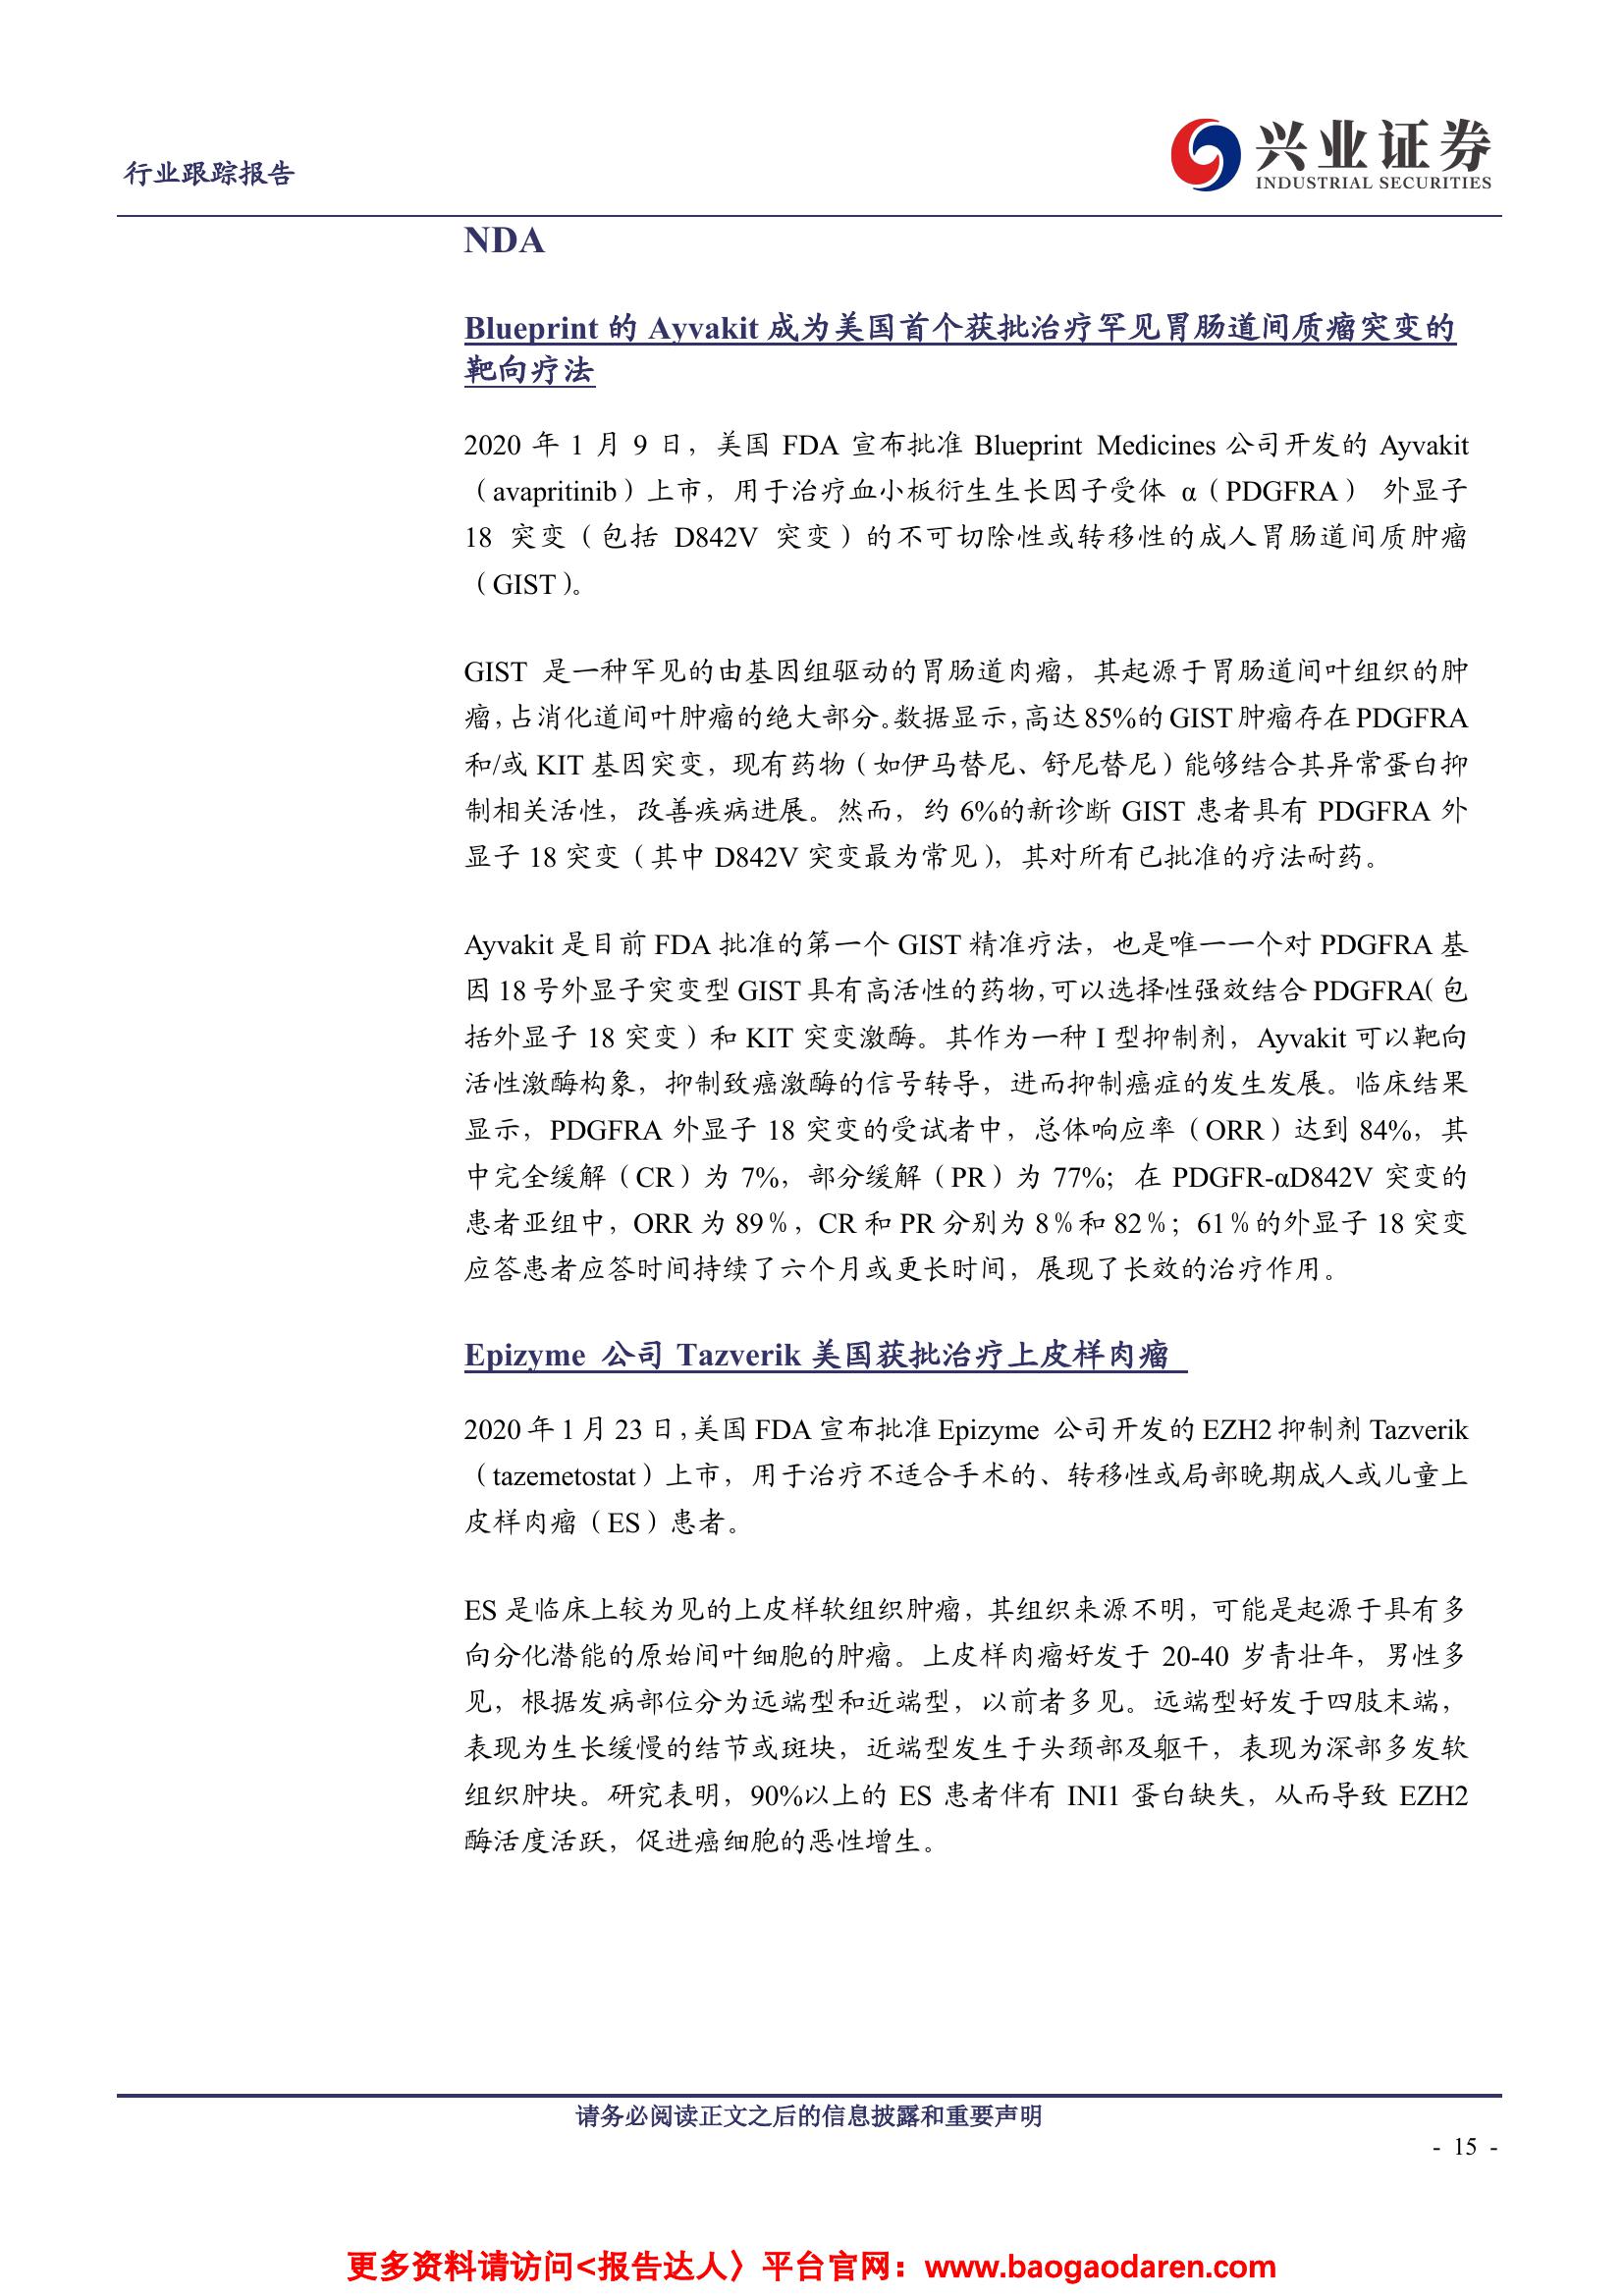 行业跟踪报告
兴业证券
INDUSTRIAL SECURITIES
NDA
Blueprint 的 Ayvakit 成为美国首个获批治疗罕见胃肠道间质瘤突变的
靶向疗法
2020 年 1 月 9 日，美国 FDA 宣布批准 Blueprint Medicines 公司开发的 Ayvakit
（avapritinib）上市，用于治疗血小板衍生生长因子受体 α（PDGFRA） 外显子
18 突变（包括 D842V 突变）的不可切除性或转移性的成人胃肠道间质肿瘤
（GIST）。
GIST 是一种罕见的由基因组驱动的胃肠道肉瘤，其起源于胃肠道间叶组织的肿
瘤，占消化道间叶肿瘤的绝大部分。数据显示，高达 85%的 GIST 肿瘤存在 PDGFRA
和/或 KIT 基因突变，现有药物（如伊马替尼、舒尼替尼）能够结合其异常蛋白抑
制相关活性，改善疾病进展。然而，约 6%的新诊断 GIST 患者具有 PDGFRA 外
显子 18 突变（其中 D842V 突变最为常见），其对所有已批准的疗法耐药。
Ayvakit 是目前 FDA 批准的第一个 GIST 精准疗法，也是唯一一个对 PDGFRA 基
因 18 号外显子突变型 GIST 具有高活性的药物，可以选择性强效结合 PDGFRA（包
括外显子 18 突变）和 KIT 突变激酶。其作为一种 I 型抑制剂，Ayvakit 可以靶向
活性激酶构象，抑制致癌激酶的信号转导，进而抑制癌症的发生发展。临床结果
显示，PDGFRA 外显子 18 突变的受试者中，总体响应率（ORR）达到 84%，其
中完全缓解（CR）为 7%，部分缓解（PR）为 77%；在 PDGFR-αD842V 突变的
患者亚组中，ORR 为 89％，CR 和 PR 分别为 8％和 82％；61％的外显子 18 突变
应答患者应答时间持续了六个月或更长时间，展现了长效的治疗作用。
Epizyme 公司 Tazverik 美国获批治疗上皮样肉瘤
2020 年 1 月 23 日，美国 FDA 宣布批准 Epizyme 公司开发的 EZH2 抑制剂 Tazverik
（tazemetostat）上市，用于治疗不适合手术的、转移性或局部晚期成人或儿童上
皮样肉瘤（ES）患者。
ES 是临床上较为见的上皮样软组织肿瘤，其组织来源不明，可能是起源于具有多
向分化潜能的原始间叶细胞的肿瘤。上皮样肉瘤好发于 20-40 岁青壮年，男性多
见，根据发病部位分为远端型和近端型，以前者多见。远端型好发于四肢末端，
表现为生长缓慢的结节或斑块，近端型发生于头颈部及躯干，表现为深部多发软
组织肿块。研究表明，90%以上的 ES 患者伴有 INI1 蛋白缺失，从而导致 EZH2
酶活度活跃，促进癌细胞的恶性增生。
请务必阅读正文之后的信息披露和重要声明
- 15 -
更多资料请访问<报告达人〉平台官网：www.baogaodaren.com